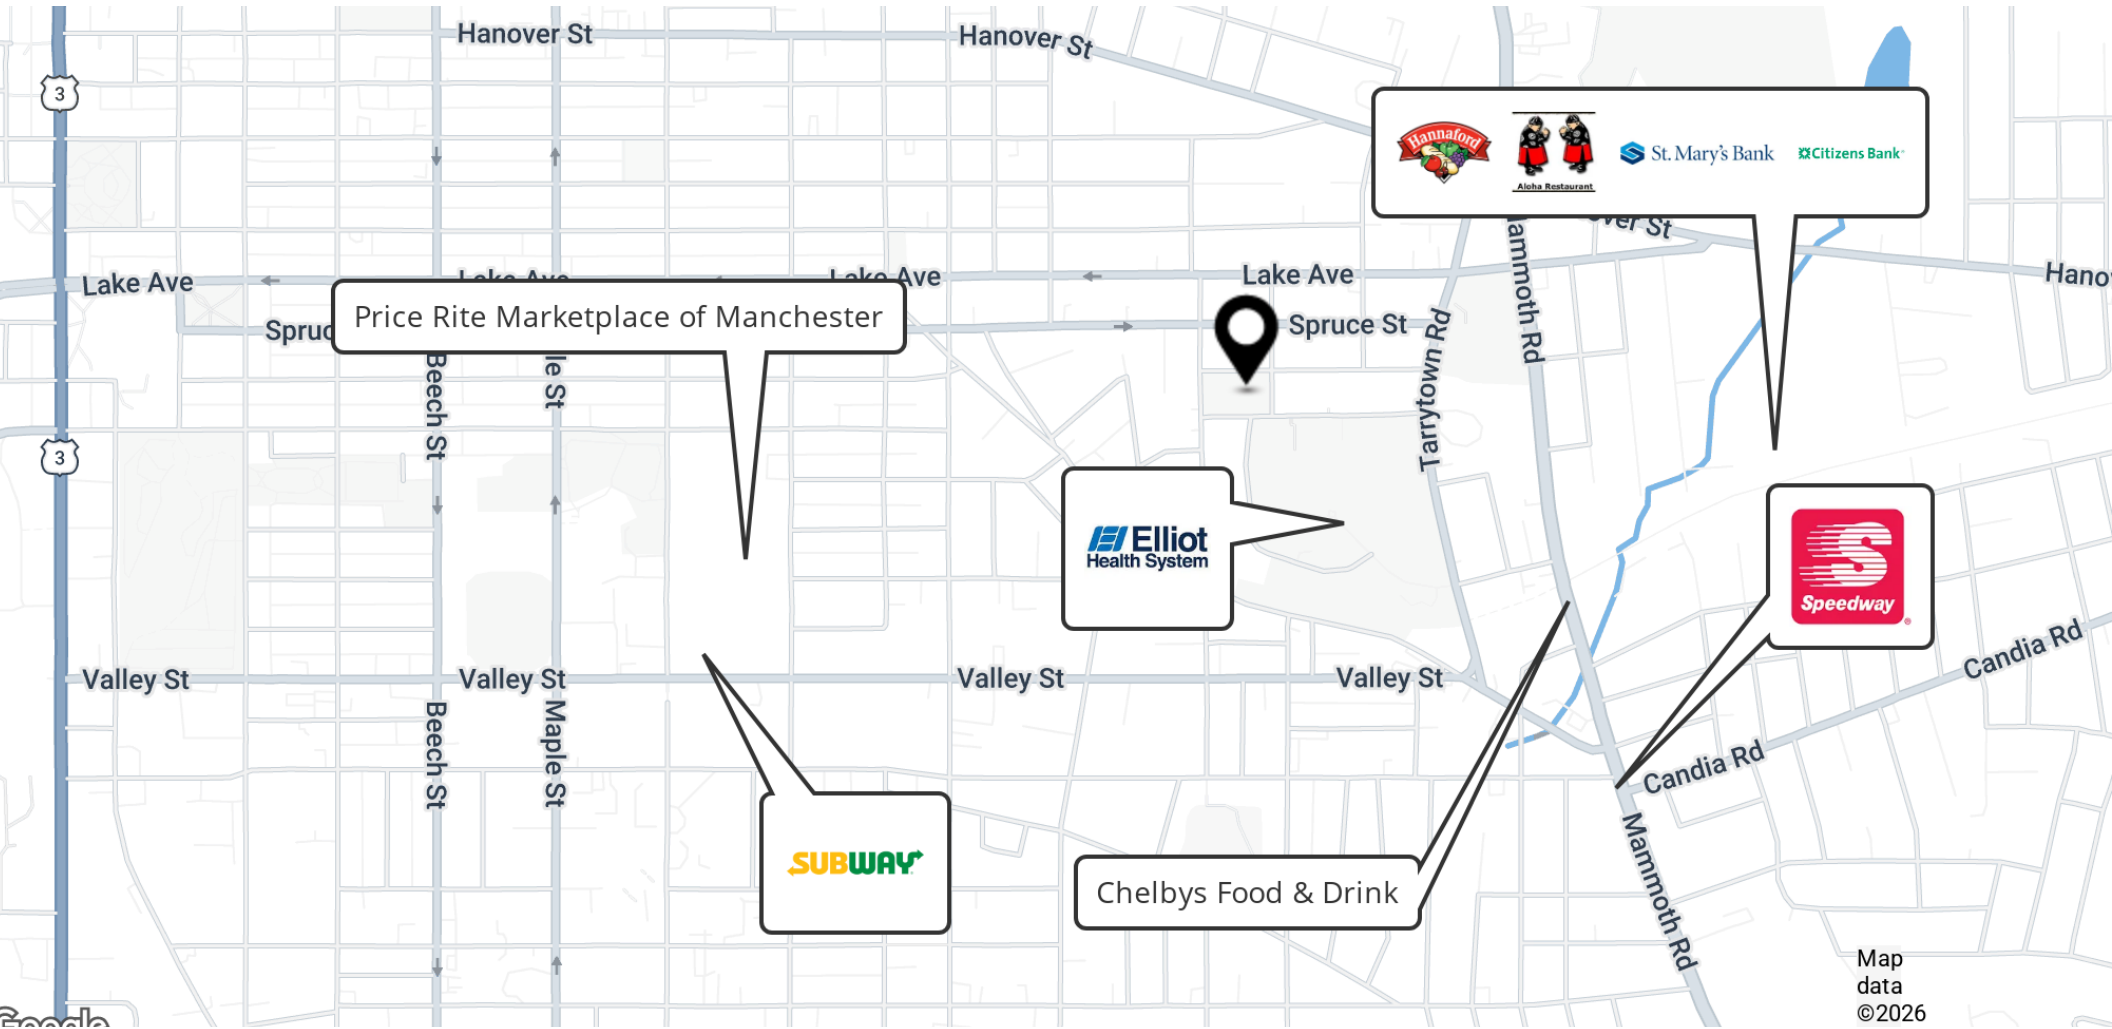 Hanover St
Hanover St
3
Hannaford
Aloha Restaurant
St. Mary's Bank
Citizens Bank
Hanover
Lake Ave
Lake Ave
Lake Ave
Lake Ave
Price Rite Marketplace of Manchester
Spruce St
Mammoth Rd
Tarrytown Rd
Beech St
3
Elliot
Health System
Speedway
Valley St
Valley St
Valley St
Valley St
Candia Rd
Candia Rd
Beech St
Maple St
SUBWAY
Chelbys Food & Drink
Mammoth Rd
Map
data
©2026
Google